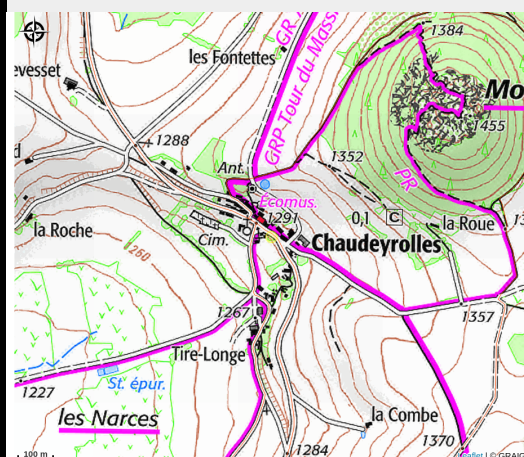 1384
les Fontettes
GR
GRP Tour-du-Mass
evesset
Mo
1455
1288
Ant.
1352
PR
Écomus.
1291
0,1 C
la Roue
la Roche
Cim.
Chaudeyrolles
1260
1267
1357
Tire-Longe
St. épur.
1227
les Narces
la Combe
1370
1284
100 m